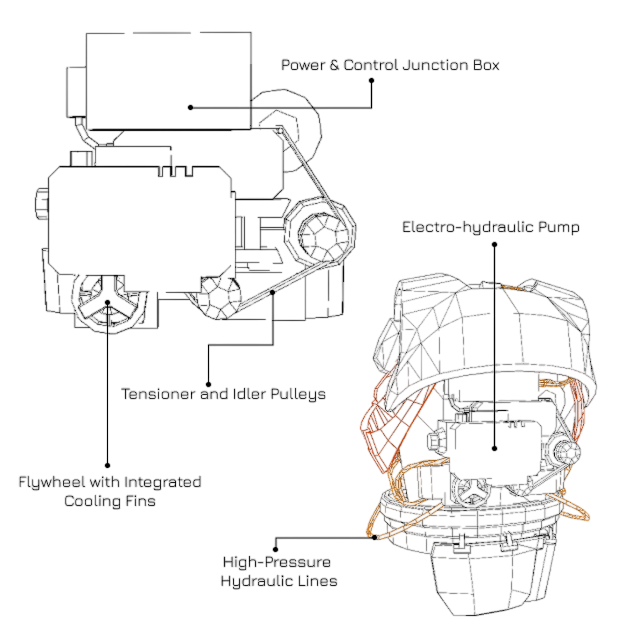 Power & Control Junction Box
Electro-hydraulic Pump
Tensioner and Idler Pulleys
Flywheel with Integrated
Cooling Fins
High-Pressure
Hydraulic Lines